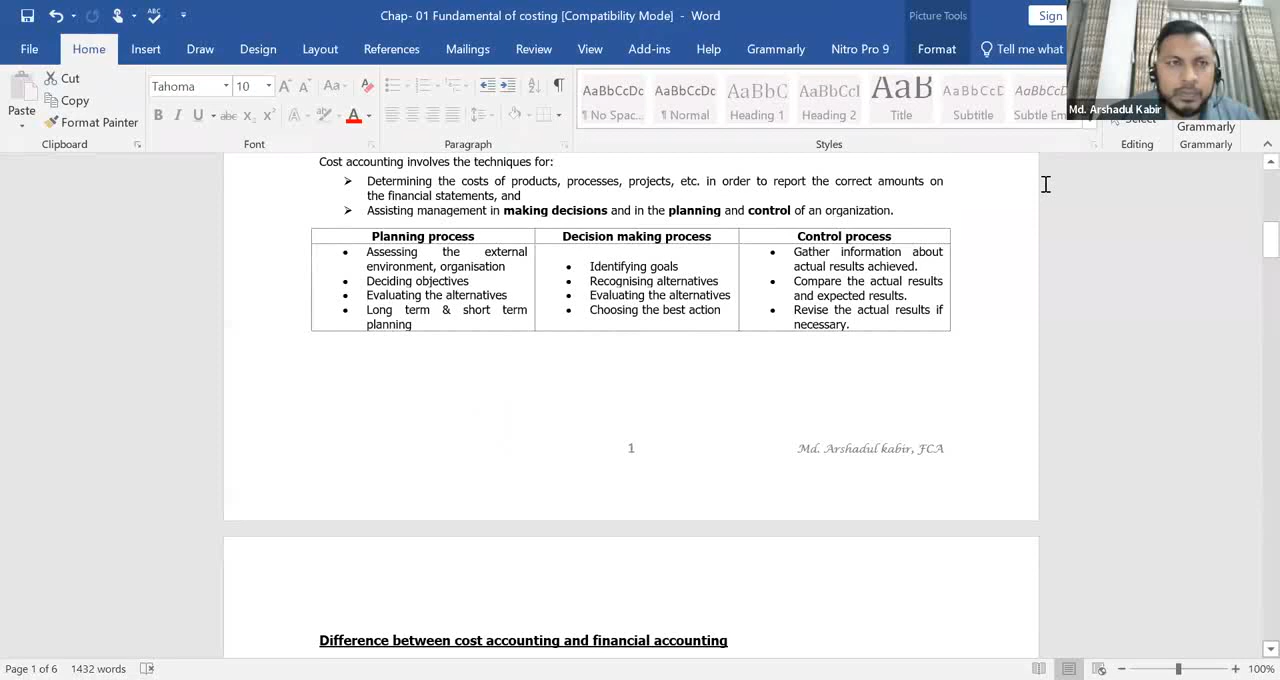 Chap- 01 Fundamental of costing [Compatibility Mode] - Word
Picture Tools
Sign
File Home Insert Draw Design Layout References Mailings Review View Add-ins Help Grammarly Nitro Pro 9 Format Tell me what
Cut
Copy
Format Painter
Paste
Clipboard
Tahoma 10
Font
Paragraph
AaBbCcDc AaBbCcDc AaBbC AaBbCcI AaB AaBbCcD AaBbCcD
¶ No Spac... ¶ Normal Heading 1 Heading 2 Title Subtitle Subtle Em
Styles
Md. Arshadul Kabir
Select
Editing
Grammarly
Grammarly
Cost accounting involves the techniques for:
➢ Determining the costs of products, processes, projects, etc. in order to report the correct amounts on
the financial statements, and
➢ Assisting management in making decisions and in the planning and control of an organization.
Planning process
• Assessing the external
environment, organisation
• Deciding objectives
• Evaluating the alternatives
• Long term & short term
planning
Decision making process
• Identifying goals
• Recognising alternatives
• Evaluating the alternatives
• Choosing the best action
Control process
• Gather information about
actual results achieved.
• Compare the actual results
and expected results.
• Revise the actual results if
necessary.
1
Md. Arshadul kabir, FCA
Difference between cost accounting and financial accounting
Page 1 of 6 1432 words
100%